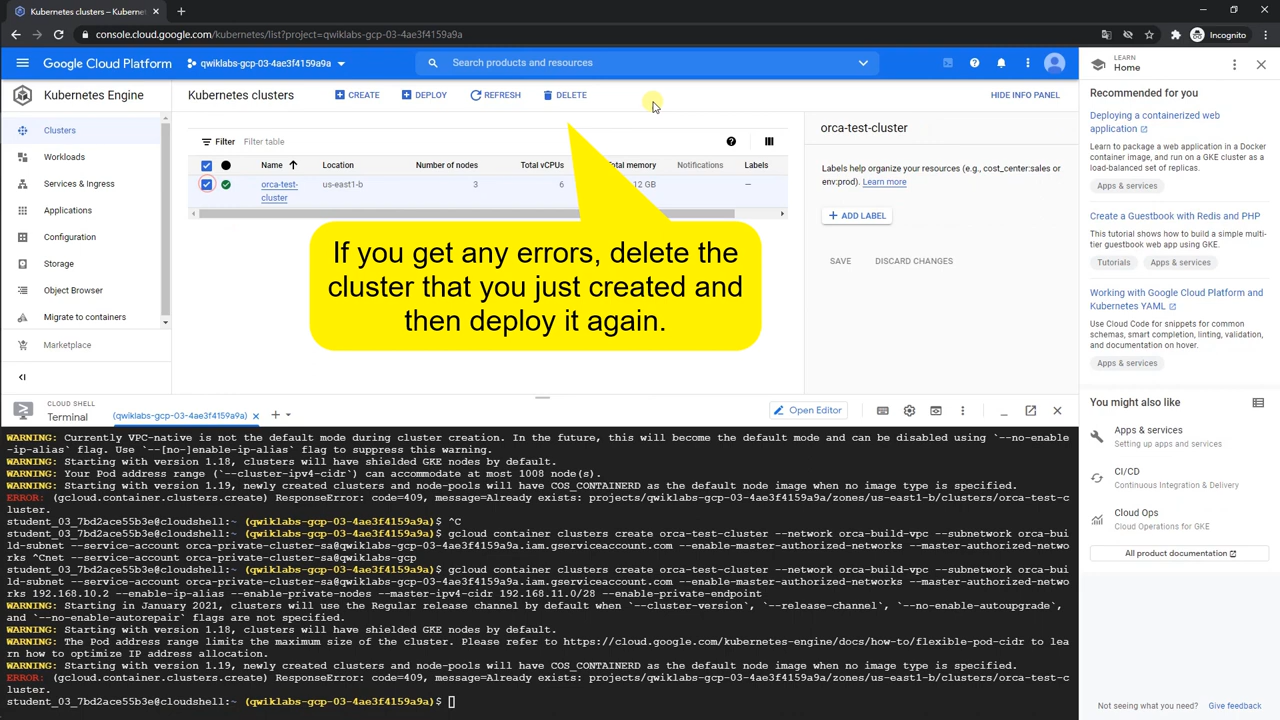 Kubernetes clusters – Kubernete
Incognito
console.cloud.google.com/kubernetes/list?project=qwiklabs-gcp-03-4ae3f4159a9a
Google Cloud Platform
qwiklabs-gcp-03-4ae3f4159a9a
Search products and resources
LEARN
Home
Kubernetes Engine
Kubernetes clusters
CREATE
DEPLOY
REFRESH
DELETE
HIDE INFO PANEL
Clusters
Workloads
Services & Ingress
Applications
Configuration
Storage
Object Browser
Migrate to containers
Marketplace
Filter
Filter table
Name
Location
Number of nodes
Total vCPUs
Total memory
Notifications
Labels
orca-test-
cluster
us-east1-b
3
6
12 GB
—
If you get any errors, delete the
cluster that you just created and
then deploy it again.
orca-test-cluster
Labels help organize your resources (e.g., cost_center:sales or
env:prod). Learn more
ADD LABEL
SAVE
DISCARD CHANGES
Recommended for you
Deploying a containerized web
application
Learn to package a web application in a Docker
container image, and run on a GKE cluster as a
load-balanced set of replicas.
Apps & services
Create a Guestbook with Redis and PHP
This tutorial shows how to build a simple multi-
tier guestbook web app using GKE.
Tutorials
Apps & services
Working with Google Cloud Platform and
Kubernetes YAML
Use Cloud Code for snippets for common
schemas, smart completion, linting, validation,
and documentation on hover.
Apps & services
You might also like
Apps & services
Setting up apps and services
CI/CD
Continuous Integration & Delivery
Cloud Ops
Cloud Operations for GKE
All product documentation
Not seeing what you need?
Give feedback
CLOUD SHELL
Terminal
(qwiklabs-gcp-03-4ae3f4159a9a)
Open Editor
WARNING: Currently VPC-native is not the default mode during cluster creation. In the future, this will become the default mode and can be disabled using `--no-enable
-ip-alias` flag. Use `--[no-]enable-ip-alias` flag to suppress this warning.
WARNING: Starting with version 1.18, clusters will have shielded GKE nodes by default.
WARNING: Your Pod address range (`--cluster-ipv4-cidr`) can accommodate at most 1008 node(s).
WARNING: Starting with version 1.19, newly created clusters and node-pools will have COS_CONTAINERD as the default node image when no image type is specified.
ERROR: (gcloud.container.clusters.create) ResponseError: code=409, message=Already exists: projects/qwiklabs-gcp-03-4ae3f4159a9a/zones/us-east1-b/clusters/orca-test-c
luster.
student_03_7bd2ace55b3e@cloudshell:~ (qwiklabs-gcp-03-4ae3f4159a9a)$ ^C
student_03_7bd2ace55b3e@cloudshell:~ (qwiklabs-gcp-03-4ae3f4159a9a)$ gcloud container clusters create orca-test-cluster --network orca-build-vpc --subnetwork orca-bui
ld-subnet --service-account orca-private-cluster-sa@qwiklabs-gcp-03-4ae3f4159a9a.iam.gserviceaccount.com --enable-master-authorized-networks --master-authorized-netwo
rks ^Cnet --service-account orca-private-cluster-sa@qwiklabs-gcp
student_03_7bd2ace55b3e@cloudshell:~ (qwiklabs-gcp-03-4ae3f4159a9a)$ gcloud container clusters create orca-test-cluster --network orca-build-vpc --subnetwork orca-bui
ld-subnet --service-account orca-private-cluster-sa@qwiklabs-gcp-03-4ae3f4159a9a.iam.gserviceaccount.com --enable-master-authorized-networks --master-authorized-netwo
rks 192.168.10.2 --enable-ip-alias --enable-private-nodes --master-ipv4-cidr 192.168.11.0/28 --enable-private-endpoint
WARNING: Starting in January 2021, clusters will use the Regular release channel by default when `--cluster-version`, `--release-channel`, `--no-enable-autoupgrade`,
and `--no-enable-autorepair` flags are not specified.
WARNING: Starting with version 1.18, clusters will have shielded GKE nodes by default.
WARNING: The Pod address range limits the maximum size of the cluster. Please refer to https://cloud.google.com/kubernetes-engine/docs/how-to/flexible-pod-cidr to lea
rn how to optimize IP address allocation.
WARNING: Starting with version 1.19, newly created clusters and node-pools will have COS_CONTAINERD as the default node image when no image type is specified.
ERROR: (gcloud.container.clusters.create) ResponseError: code=409, message=Already exists: projects/qwiklabs-gcp-03-4ae3f4159a9a/zones/us-east1-b/clusters/orca-test-c
luster.
student_03_7bd2ace55b3e@cloudshell:~ (qwiklabs-gcp-03-4ae3f4159a9a)$